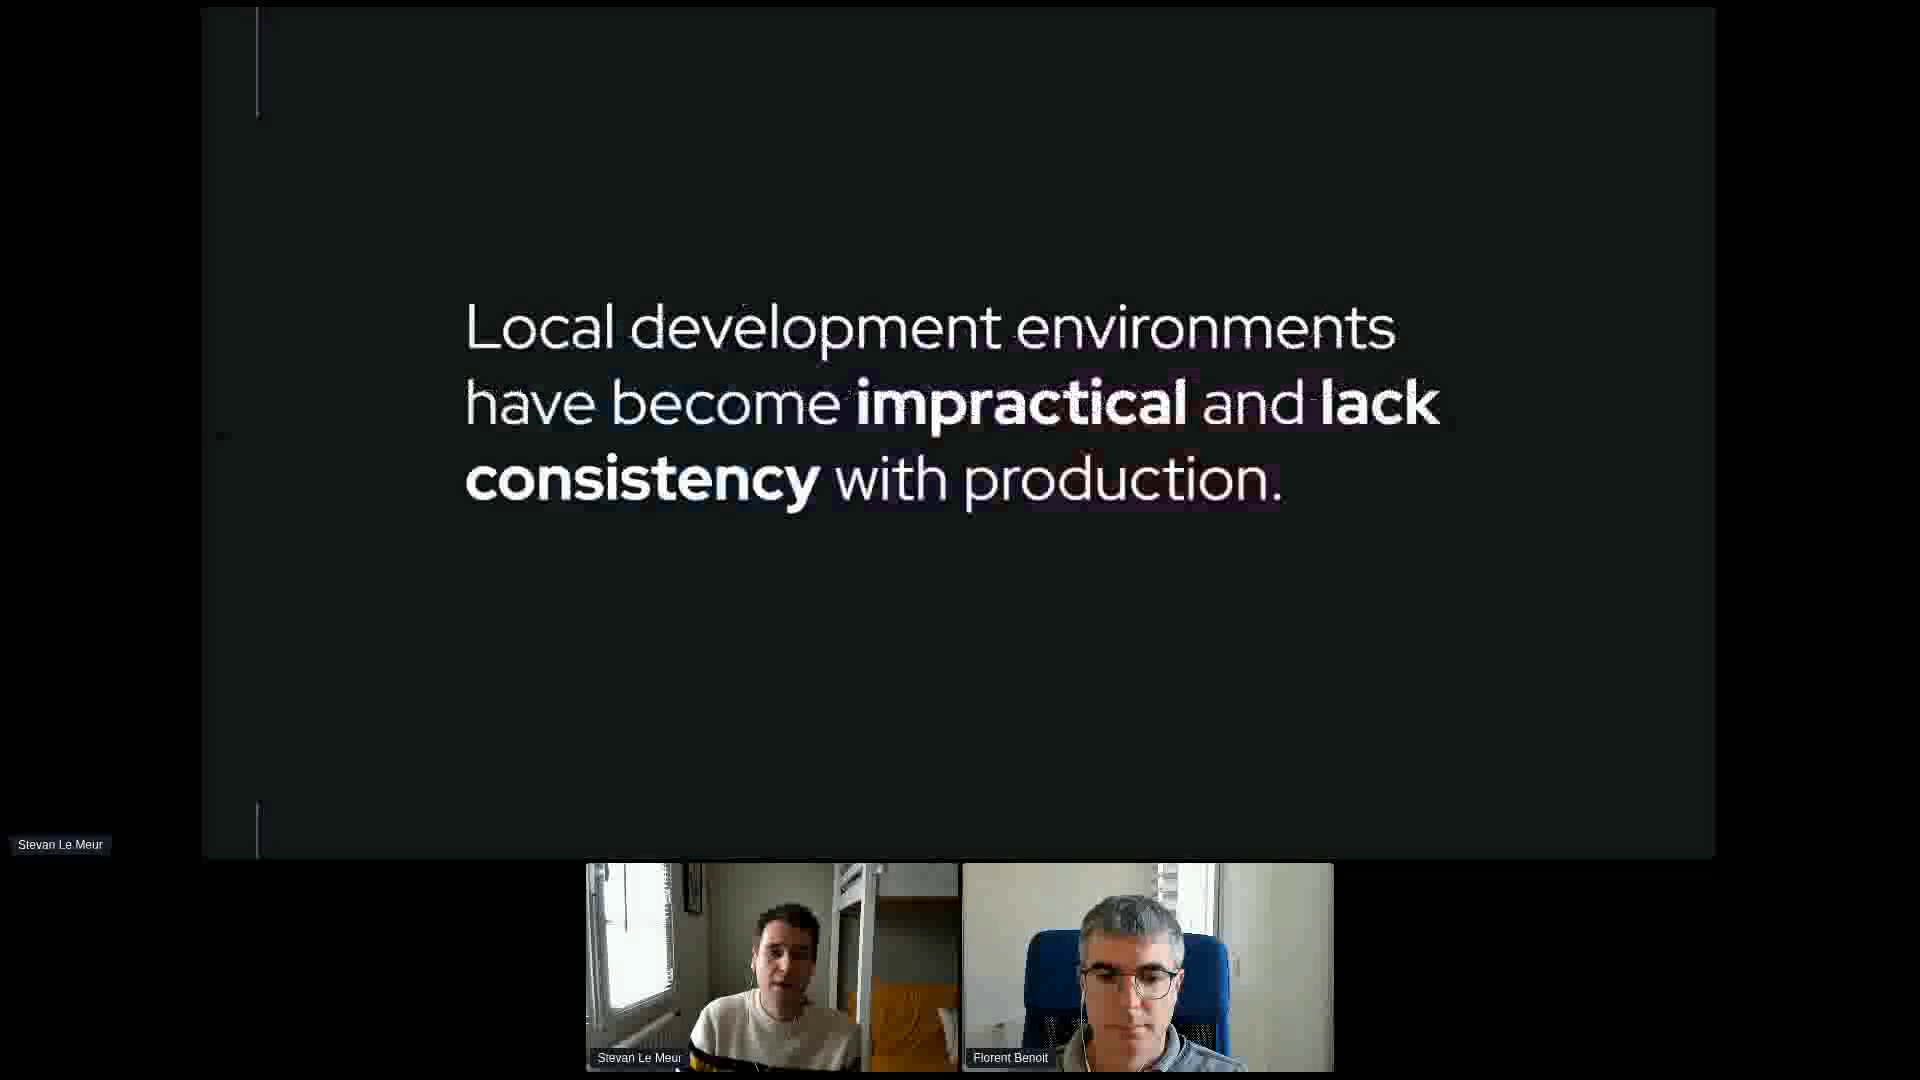 Local development environments
have become impractical and lack
consistency with production.
Stevan Le Meur
Stevan Le Meur
Florent Benoit